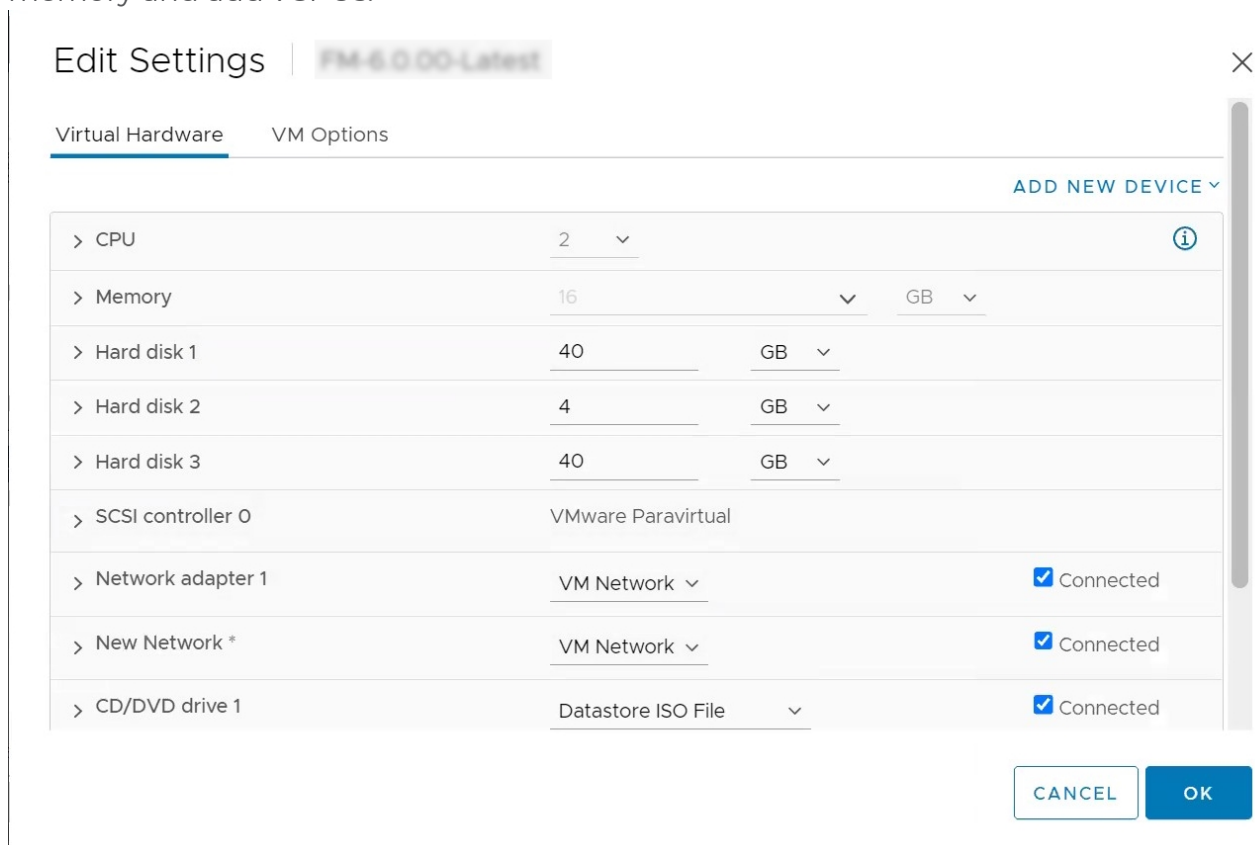 Edit Settings
Virtual Hardware VM Options
ADD NEW DEVICE
CPU 2
Memory 16 GB
Hard disk 1 40 GB
Hard disk 2 4 GB
Hard disk 3 40 GB
SCSI controller 0 VMware Paravirtual
Network adapter 1 VM Network Connected
New Network * VM Network Connected
CD/DVD drive 1 Datastore ISO File Connected
CANCEL OK